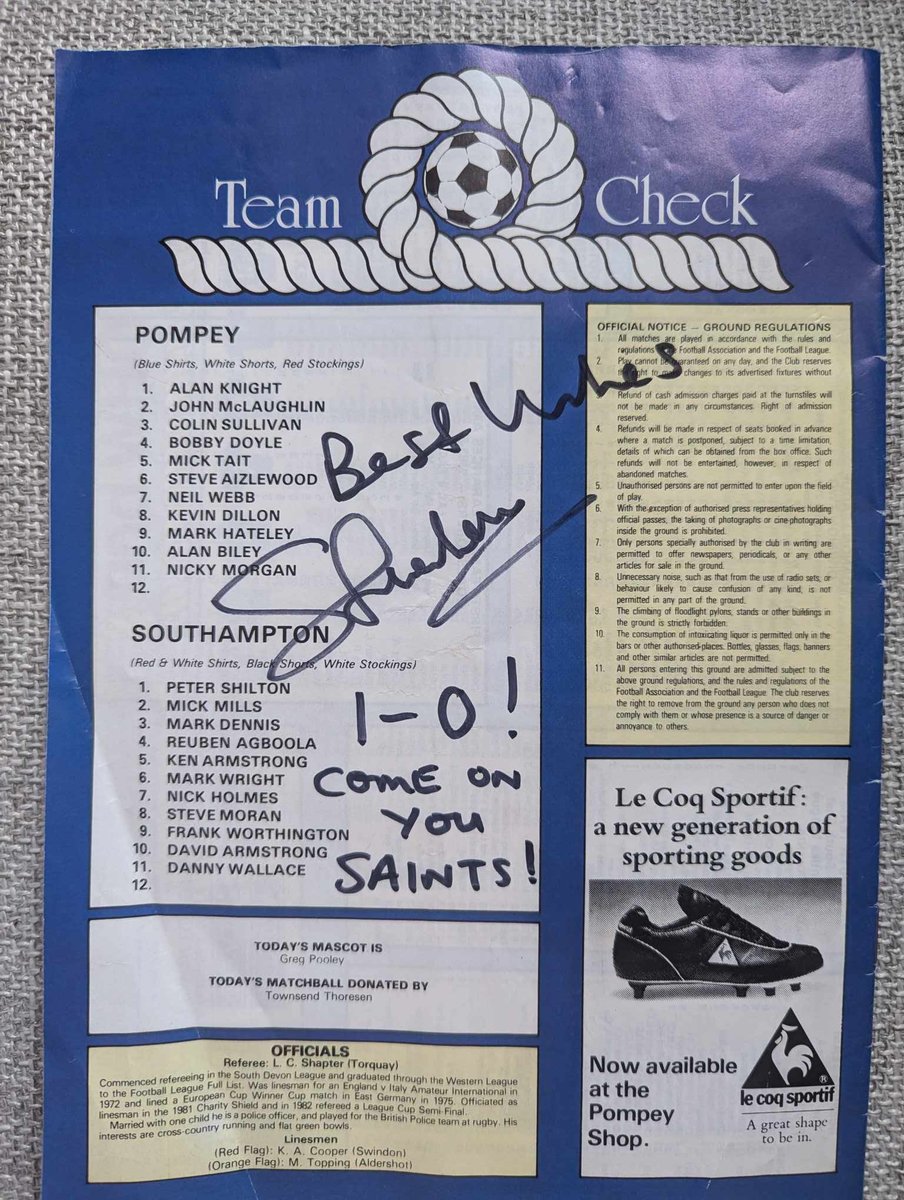 Team Check
POMPEY
(Blue Shirts, White Shorts, Red Stockings)
1. ALAN KNIGHT
2. JOHN McLAUGHLIN
3. COLIN SULLIVAN
4. BOBBY DOYLE
5. MICK TAIT
6. STEVE AIZLEWOOD
7. NEIL WEBB
8. KEVIN DILLON
9. MARK HATELEY
10. ALAN BILEY
11. NICKY MORGAN
12.
Best Wishes
SOUTHAMPTON
(Red & White Shirts, Black Shorts, White Stockings)
1. PETER SHILTON
2. MICK MILLS
3. MARK DENNIS
4. REUBEN AGBOOLA
5. KEN ARMSTRONG
6. MARK WRIGHT
7. NICK HOLMES
8. STEVE MORAN
9. FRANK WORTHINGTON
10. DAVID ARMSTRONG
11. DANNY WALLACE
12.
1-0!
COME ON
YOU
SAINTS!
TODAY'S MASCOT IS
Greg Pooley
TODAY'S MATCHBALL DONATED BY
Townsend Thoresen
OFFICIALS
Referee: L. C. Shapter (Torquay)
Commenced refereeing in the South Devon League and graduated through the Western League
to the Football League Full List. Was linesman for an England v Italy Amateur International in
1972 and lined a European Cup Winner Cup match in East Germany in 1975. Officiated as
linesman in the 1981 Charity Shield and in 1982 refereed a League Cup Semi-Final.
Married with one child he is a police officer, and played for the British Police team at rugby. His
interests are cross-country running and flat green bowls.
Linesmen
(Red Flag): K. A. Cooper (Swindon)
(Orange Flag): M. Topping (Aldershot)
OFFICIAL NOTICE – GROUND REGULATIONS
1. All matches are played in accordance with the rules and
regulations Football Association and the Football League.
2. Play cannot be guaranteed on any day, and the Club reserves
the right to make changes to its advertised fixtures without
3. Refund of cash admission charges paid at the turnstiles will
not be made in any circumstances. Right of admission
reserved.
4. Refunds will be made in respect of seats booked in advance
where a match is postponed, subject to a time limitation,
details of which can be obtained from the box office. Such
refunds will not be entertained, however, in respect of
abandoned matches.
5. Unauthorised persons are not permitted to enter upon the field
of play.
6. With the exception of authorised press representatives holding
official passes, the taking of photographs or cine-photographs
inside the ground is prohibited.
7. Only persons specially authorised by the club in writing are
permitted to offer newspapers, periodicals, or any other
articles for sale in the ground.
8. Unnecessary noise, such as that from the use of radio sets, or
behaviour likely to cause confusion of any kind, is not
permitted in any part of the ground.
9. The climbing of floodlight pylons, stands or other buildings in
the ground is strictly forbidden.
10. The consumption of intoxicating liquor is permitted only in the
bars or other authorised places. Bottles, glasses, flags, banners
and other similar articles are not permitted.
11. All persons entering this ground are admitted subject to the
above ground regulations, and the rules and regulations of the
Football Association and the Football League. The club reserves
the right to remove from the ground any person who does not
comply with them or whose presence is a source of danger or
annoyance to others.
Le Coq Sportif:
a new generation of
sporting goods
Now available
at the
Pompey
Shop.
le coq sportif ®
A great shape
to be in.